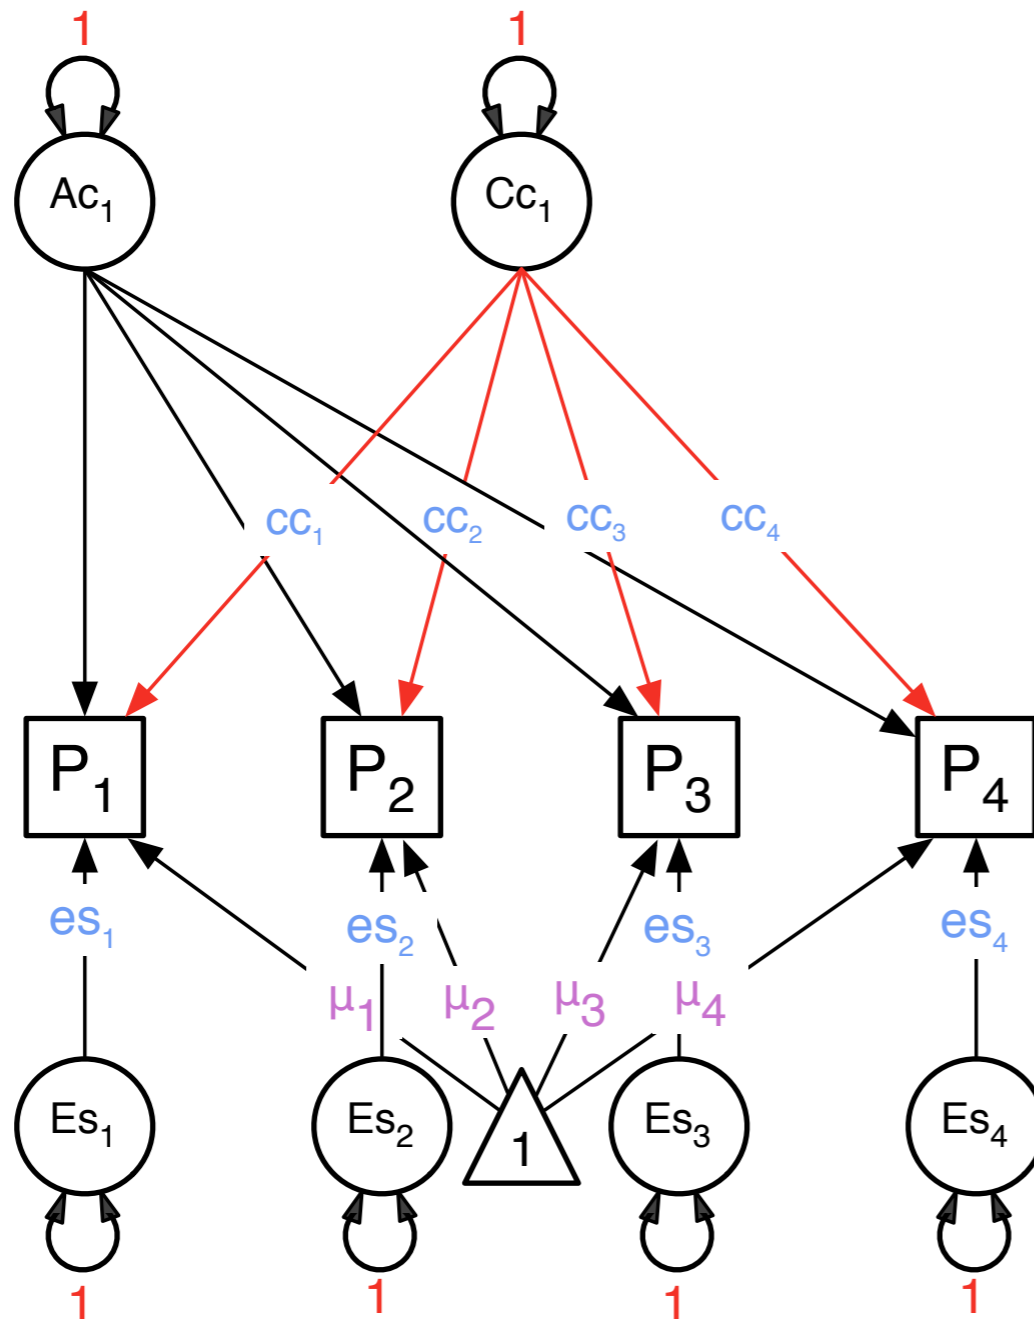 1 1
Ac₁ Cc₁
cc₁ cc₂ cc₃ cc₄
P₁ P₂ P₃ P₄
es₁ es₂ es₃ es₄
μ₁ μ₂ μ₃ μ₄
Es₁ Es₂ 1 Es₃ Es₄
1 1 1 1